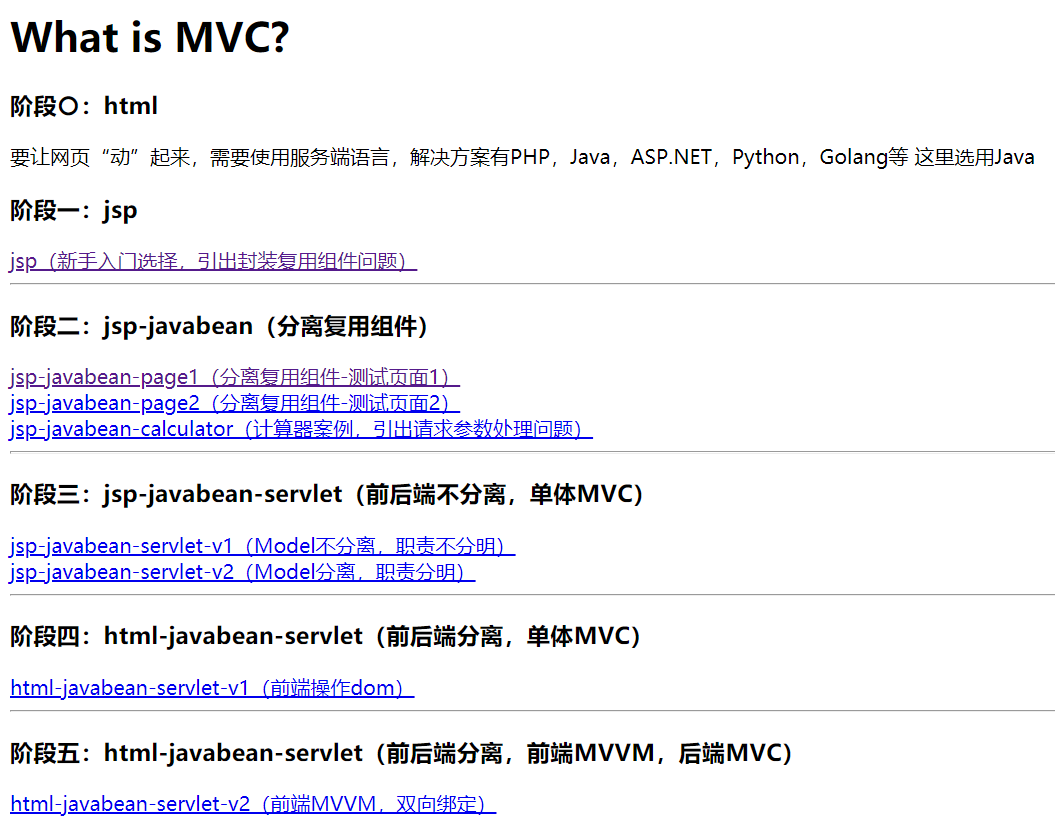 What is MVC?
阶段〇：html
要让网页“动”起来，需要使用服务端语言，解决方案有PHP，Java，ASP.NET，Python，Golang等 这里选用Java
阶段一：jsp
jsp（新手入门选择，引出封装复用组件问题）
阶段二：jsp-javabean（分离复用组件）
jsp-javabean-page1（分离复用组件-测试页面1）
jsp-javabean-page2（分离复用组件-测试页面2）
jsp-javabean-calculator（计算器案例，引出请求参数处理问题）
阶段三：jsp-javabean-servlet（前后端不分离，单体MVC）
jsp-javabean-servlet-v1（Model不分离，职责不分明）
jsp-javabean-servlet-v2（Model分离，职责分明）
阶段四：html-javabean-servlet（前后端分离，单体MVC）
html-javabean-servlet-v1（前端操作dom）
阶段五：html-javabean-servlet（前后端分离，前端MVVM，后端MVC）
html-javabean-servlet-v2（前端MVVM，双向绑定）